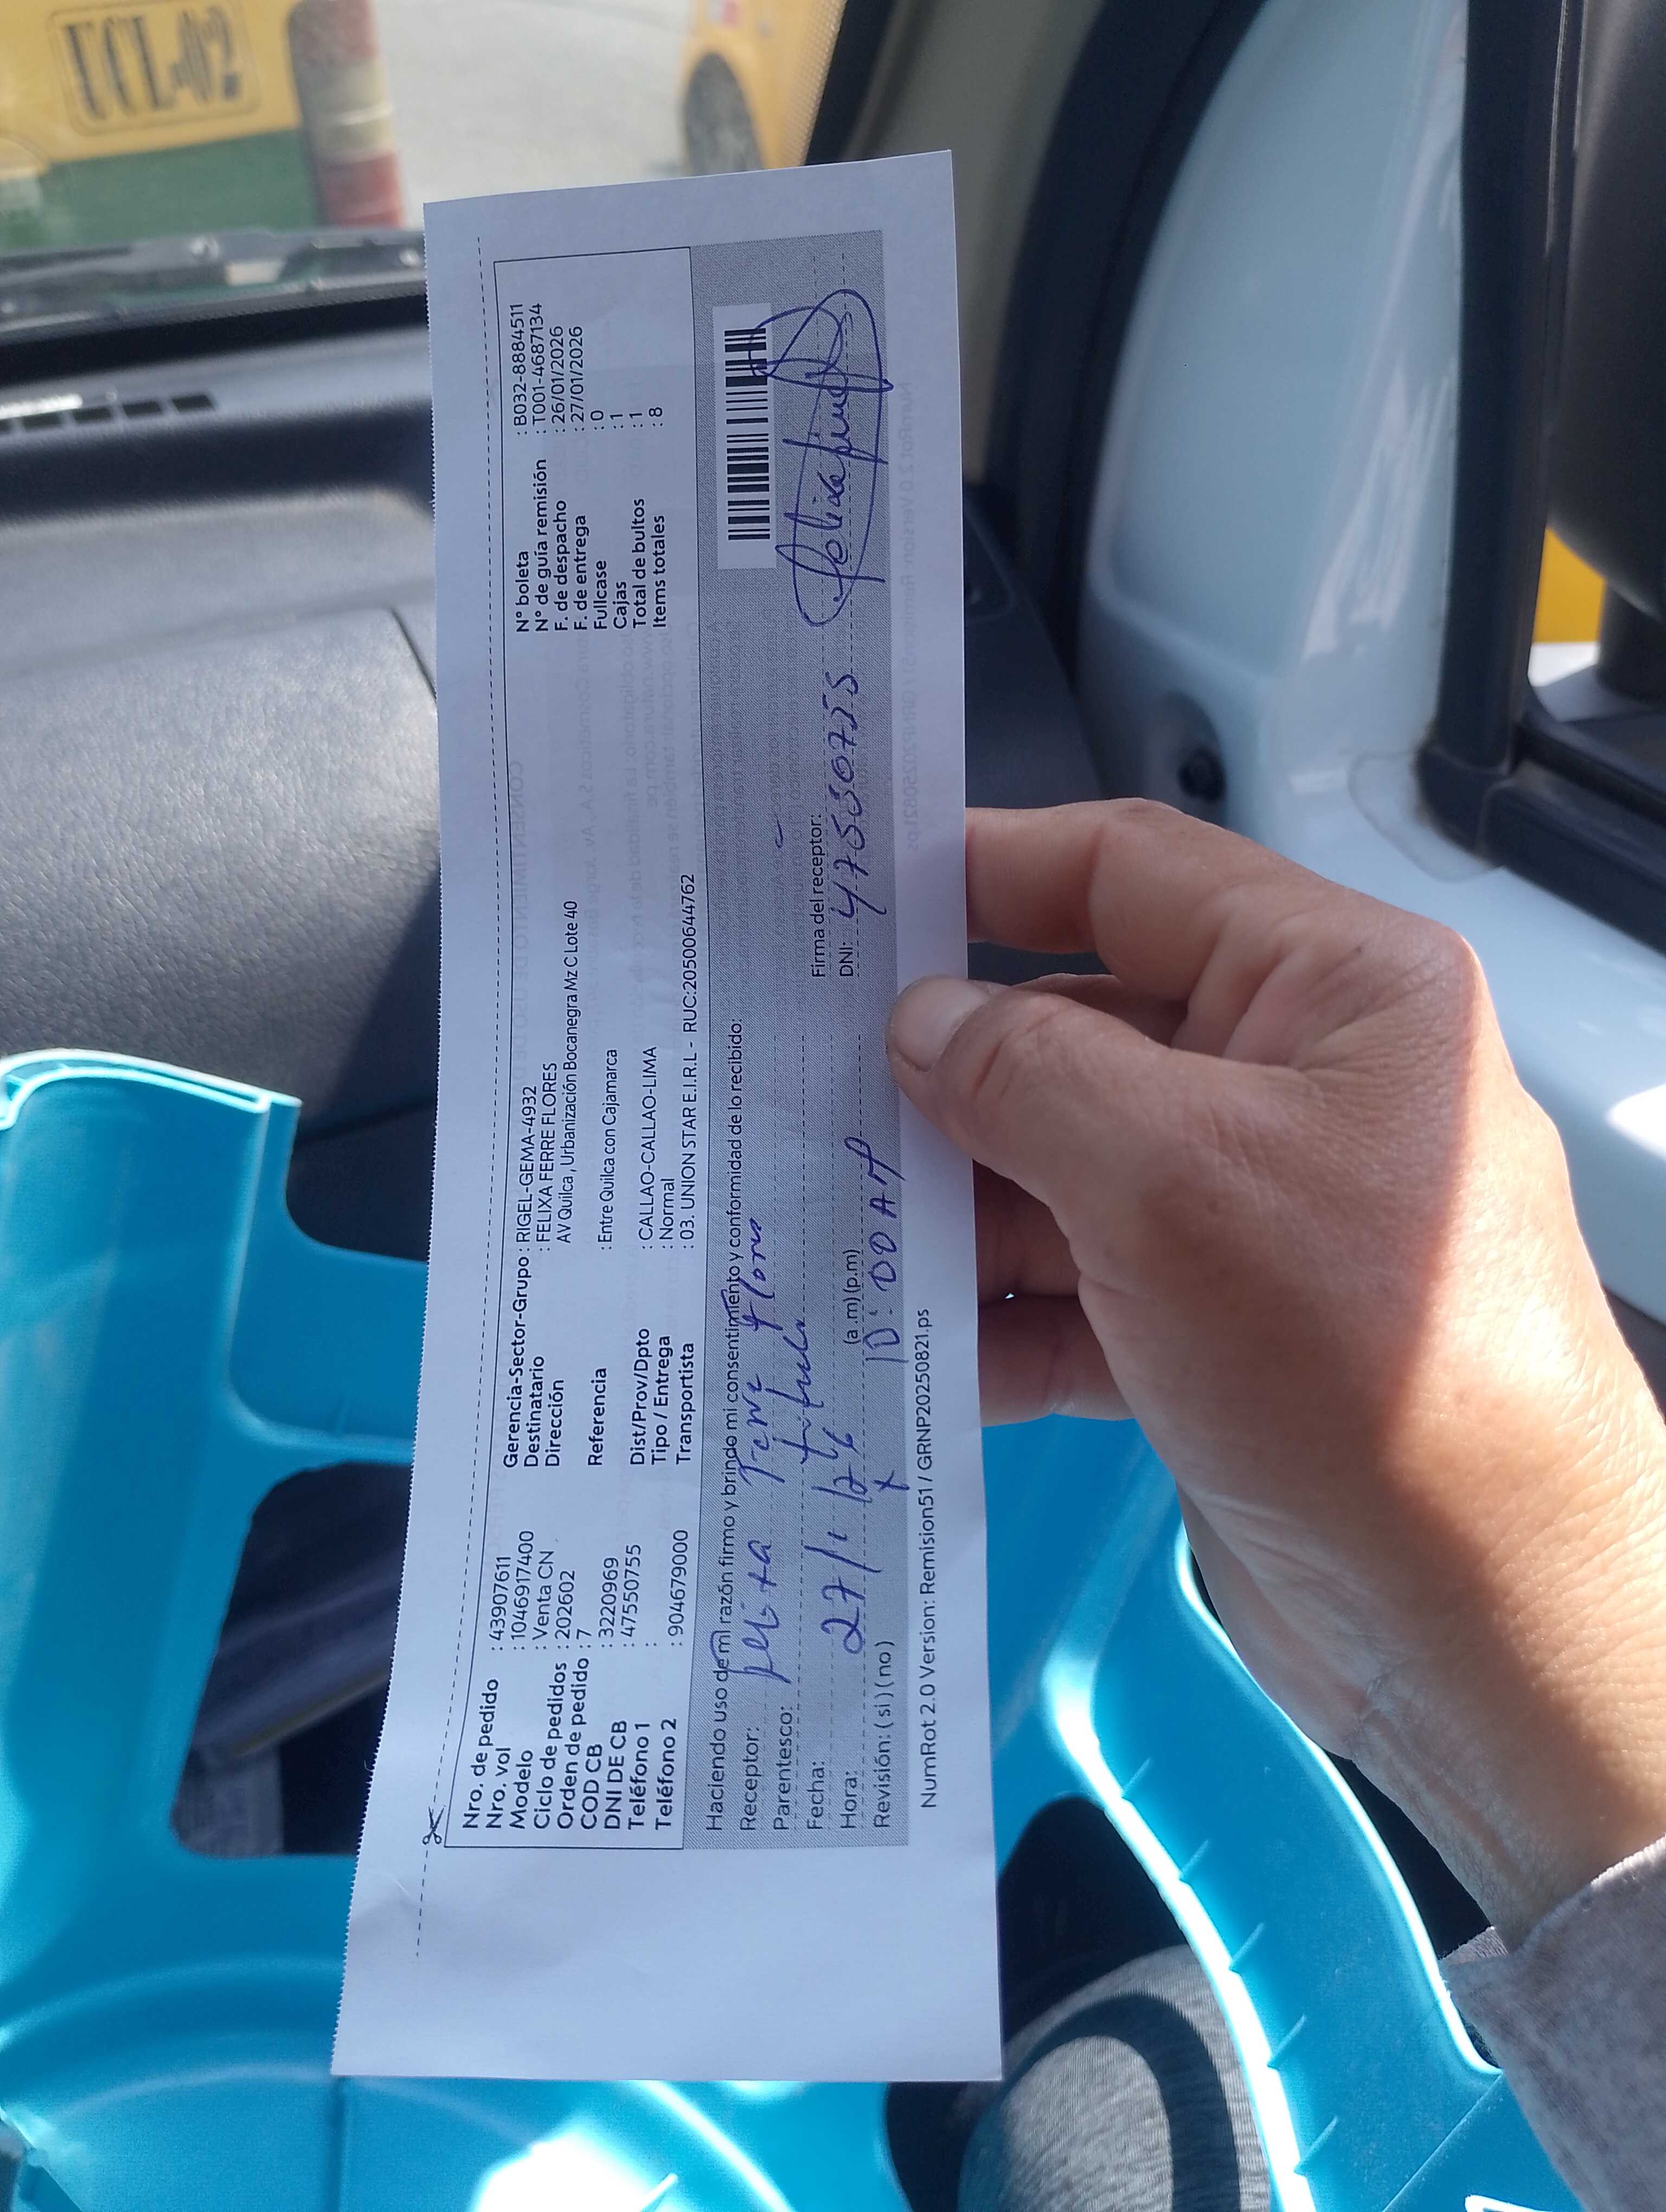 UCL-02
Nro. de pedido : 43907611
Nro. vol : 1046917400
Modelo : Venta CN
Ciclo de pedidos : 202602
Orden de pedido : 7
COD CB : 3220969
DNI DE CB : 47550755
Teléfono 1 :
Teléfono 2 : 904679000
Gerencia-Sector-Grupo : RIGEL-GEMA-4932
Destinatario : FELIXA FERRE FLORES
Dirección AV Quilca , Urbanización Bocanegra Mz C Lote 40
Referencia : Entre Quilca con Cajamarca
Dist/Prov/Dpto : CALLAO-CALLAO-LIMA
Tipo / Entrega : Normal
Transportista : 03. UNION STAR E.I.R.L - RUC:20500644762
N° boleta : B032-8884511
N° de guía remisión : T001-4687134
F. de despacho : 26/01/2026
F. de entrega : 27/01/2026
Fullcase : 0
Cajas : 1
Total de bultos : 1
Items totales : 8
Haciendo uso de mi razón firmo y brindo mi consentimiento y conformidad de lo recibido:
Receptor: Ferre Flores
Parentesco: titular
Fecha: 27/1/26
Hora: (a.m) (p.m) 10:00 AM
Revisión: ( si ) ( no ) x
Firma del receptor:
DNI: 47550755
NumRot 2.0 Version: Remision51 / GRNP20250821.ps